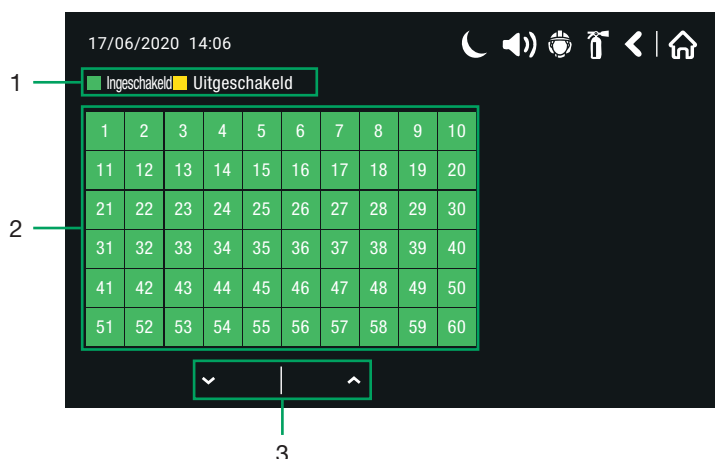 17/06/2020 14:06
1
Ingeschakeld Uitgeschakeld
1 2 3 4 5 6 7 8 9 10
11 12 13 14 15 16 17 18 19 20
2
21 22 23 24 25 26 27 28 29 30
31 32 33 34 35 36 37 38 39 40
41 42 43 44 45 46 47 48 49 50
51 52 53 54 55 56 57 58 59 60
3